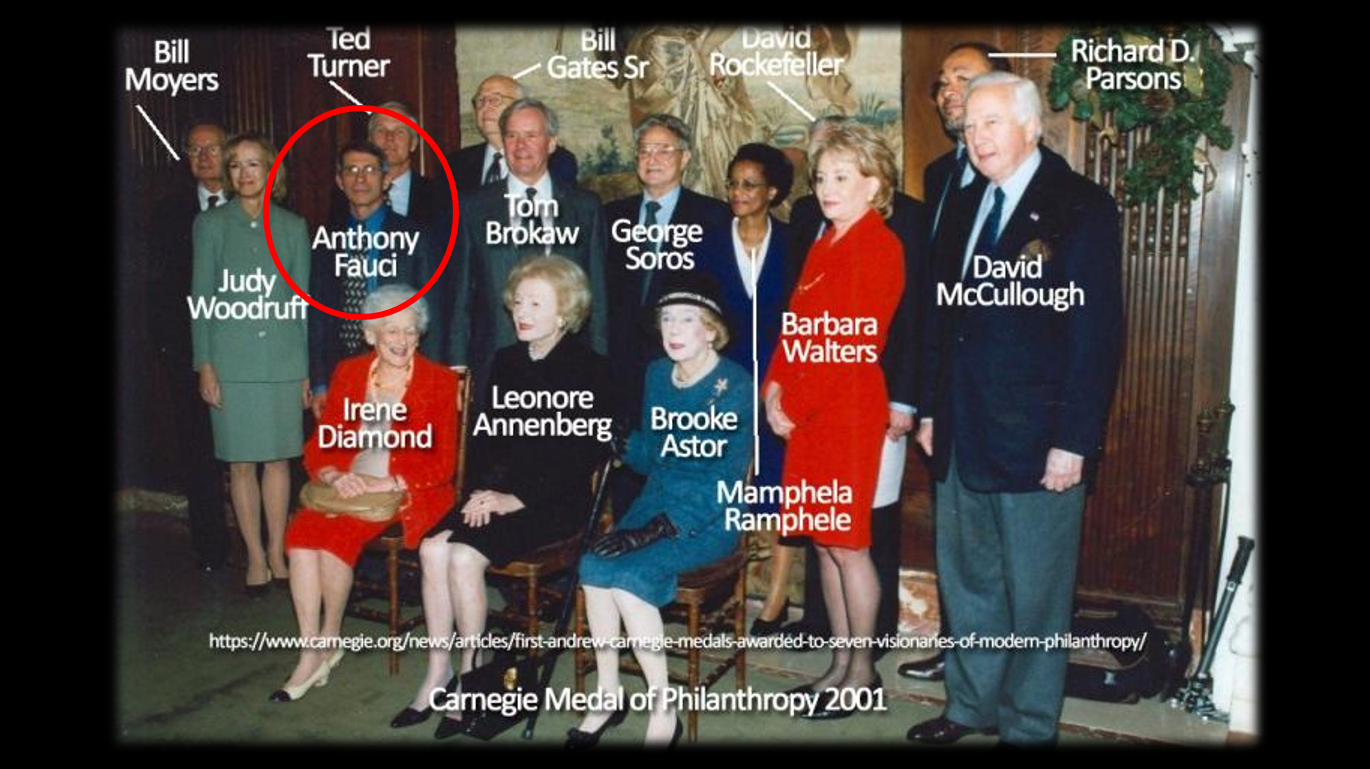 Bill
Moyers
Ted
Turner
Bill
Gates Sr
David
Rockefeller
Richard D.
Parsons
Anthony
Fauci
Tom
Brokaw
George
Soros
Judy
Woodruff
David
McCullough
Barbara
Walters
Irene
Diamond
Leonore
Annenberg
Brooke
Astor
Mamphela
Ramphele
https://www.carnegie.org/news/articles/first-andrew-carnegie-medals-awarded-to-seven-visionaries-of-modern-philanthropy/
Carnegie Medal of Philanthropy 2001